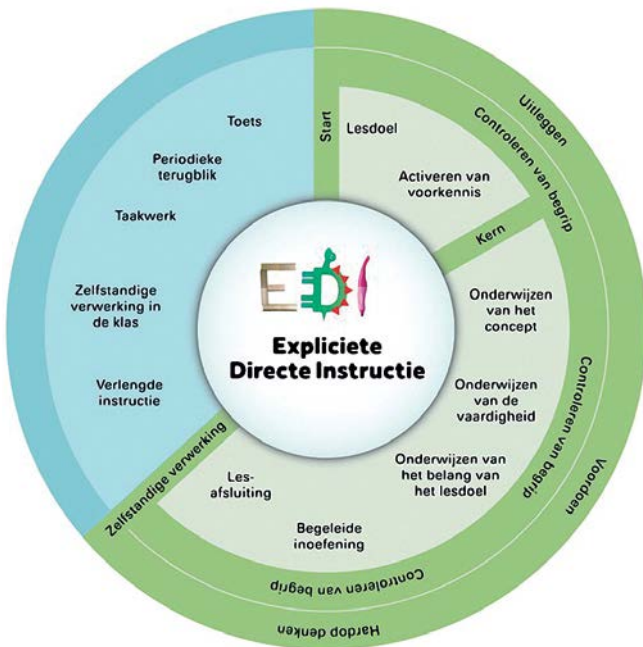 EDI
Expliciete
Directe Instructie
Start
Lesdoel
Activeren van
voorkennis
Kern
Onderwijzen
van het
concept
Onderwijzen
van de
vaardigheid
Onderwijzen van
het belang van
het lesdoel
Begeleide
inoefening
Les-
afsluiting
Zelfstandige verwerking
Verlengde
instructie
Zelfstandige
verwerking in
de klas
Taakwerk
Periodieke
terugblik
Toets
Controleren van begrip
Controleren van begrip
Controleren van begrip
Uitleggen
Voordoen
Hardop denken